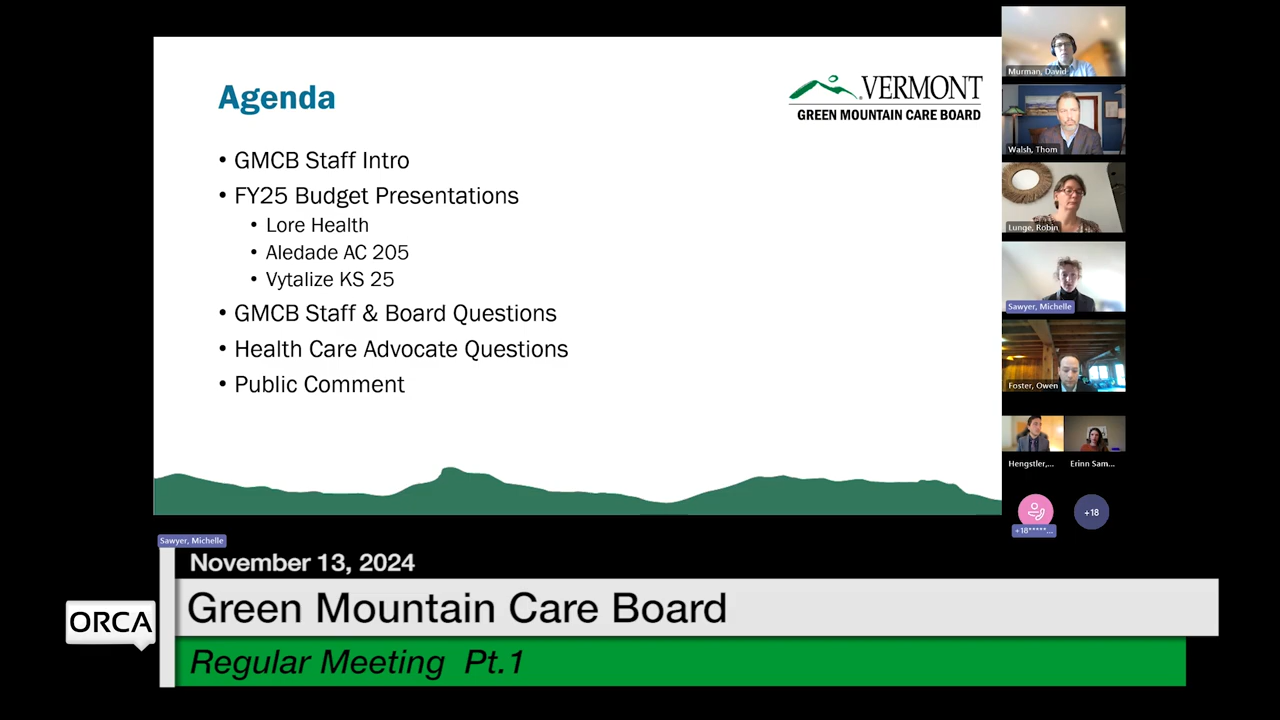 Agenda
VERMONT
GREEN MOUNTAIN CARE BOARD
• GMCB Staff Intro
• FY25 Budget Presentations
• Lore Health
• Aledade AC 205
• Vytalize KS 25
• GMCB Staff & Board Questions
• Health Care Advocate Questions
• Public Comment
Murman, David
Walsh, Thom
Lunge, Robin
Sawyer, Michelle
Foster, Owen
Hengstler,...
Erinn Sam...
+18*****...
+18
Sawyer, Michelle
November 13, 2024
ORCA
Green Mountain Care Board
Regular Meeting Pt.1